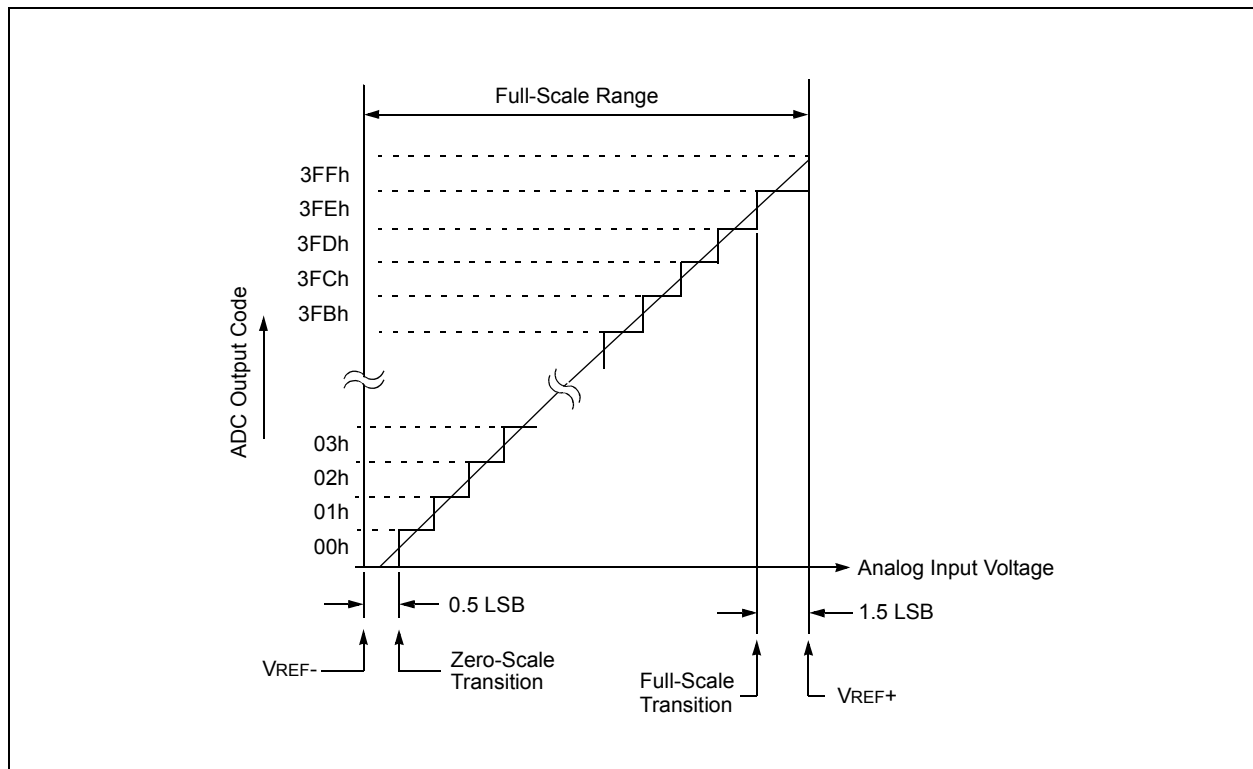 Full-Scale Range
3FFh
3FEh
3FDh
3FCh
3FBh
ADC Output Code
03h
02h
01h
00h
Analog Input Voltage
0.5 LSB
1.5 LSB
VREF-
Zero-Scale
Transition
Full-Scale
Transition
VREF+